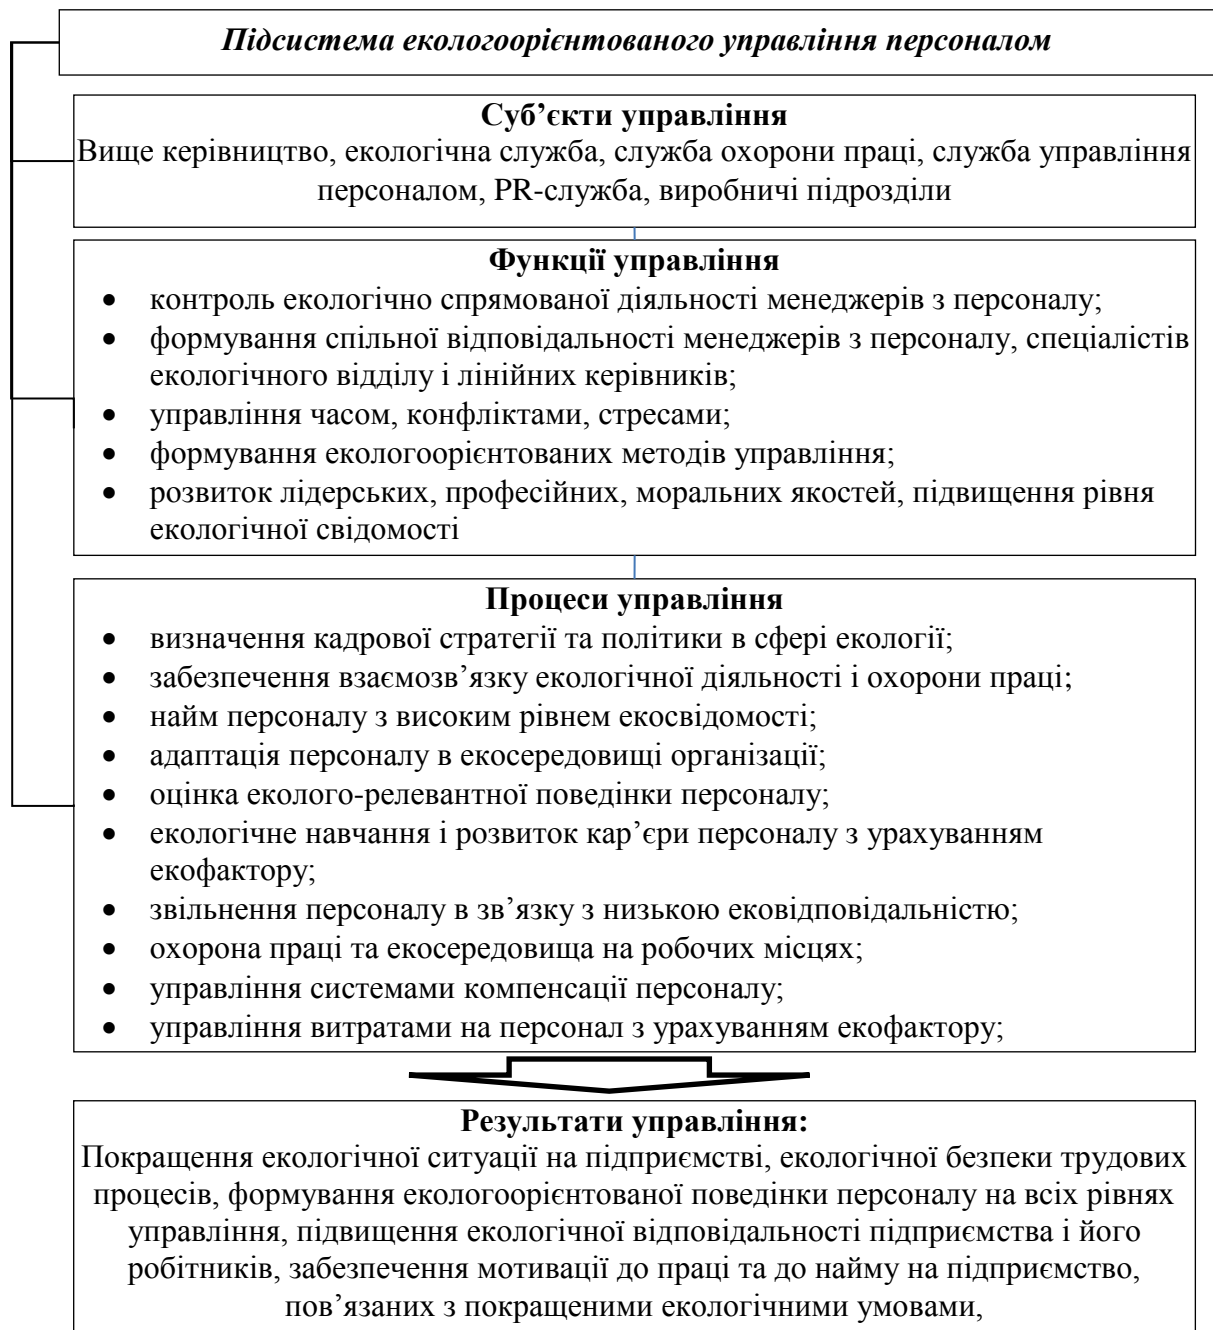 Підсистема екологоорієнтованого управління персоналом
Суб’єкти управління
Вище керівництво, екологічна служба, служба охорони праці, служба управління
персоналом, PR-служба, виробничі підрозділи
Функції управління
• контроль екологічно спрямованої діяльності менеджерів з персоналу;
• формування спільної відповідальності менеджерів з персоналу, спеціалістів
екологічного відділу і лінійних керівників;
• управління часом, конфліктами, стресами;
• формування екологоорієнтованих методів управління;
• розвиток лідерських, професійних, моральних якостей, підвищення рівня
екологічної свідомості
Процеси управління
• визначення кадрової стратегії та політики в сфері екології;
• забезпечення взаємозв’язку екологічної діяльності і охорони праці;
• найм персоналу з високим рівнем екосвідомості;
• адаптація персоналу в екосередовищі організації;
• оцінка еколого-релевантної поведінки персоналу;
• екологічне навчання і розвиток кар’єри персоналу з урахуванням
екофактору;
• звільнення персоналу в зв’язку з низькою ековідповідальністю;
• охорона праці та екосередовища на робочих місцях;
• управління системами компенсації персоналу;
• управління витратами на персонал з урахуванням екофактору;
Результати управління:
Покращення екологічної ситуації на підприємстві, екологічної безпеки трудових
процесів, формування екологоорієнтованої поведінки персоналу на всіх рівнях
управління, підвищення екологічної відповідальності підприємства і його
робітників, забезпечення мотивації до праці та до найму на підприємство,
пов’язаних з покращеними екологічними умовами,